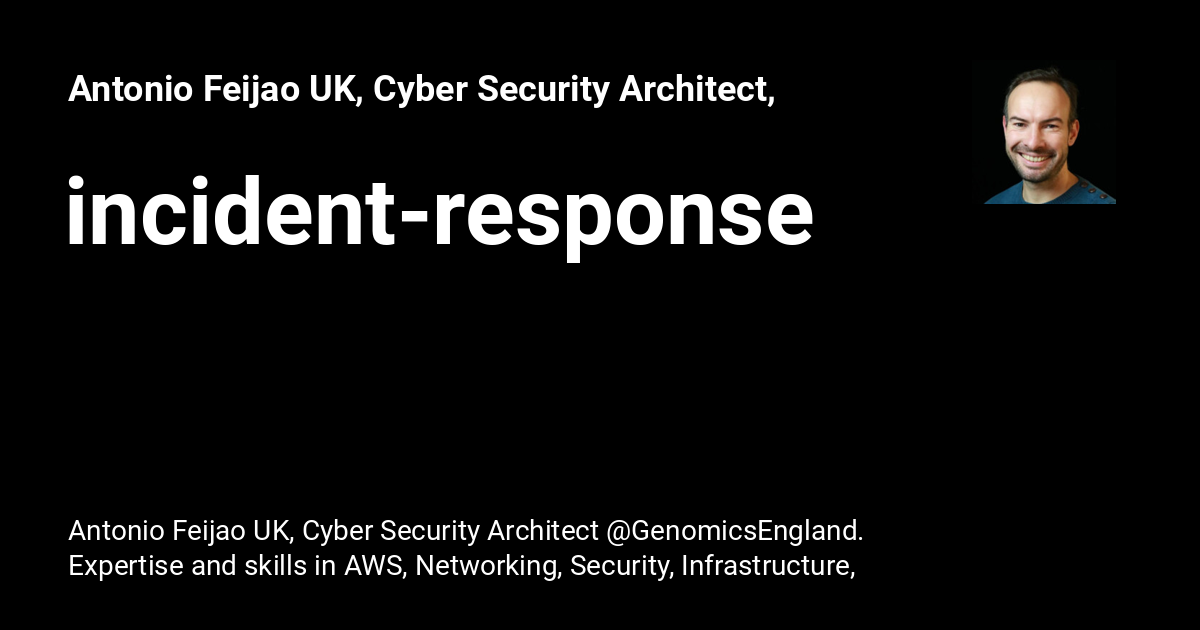 Antonio Feijao UK, Cyber Security Architect,
incident-response
Antonio Feijao UK, Cyber Security Architect @GenomicsEngland.
Expertise and skills in AWS, Networking, Security, Infrastructure,